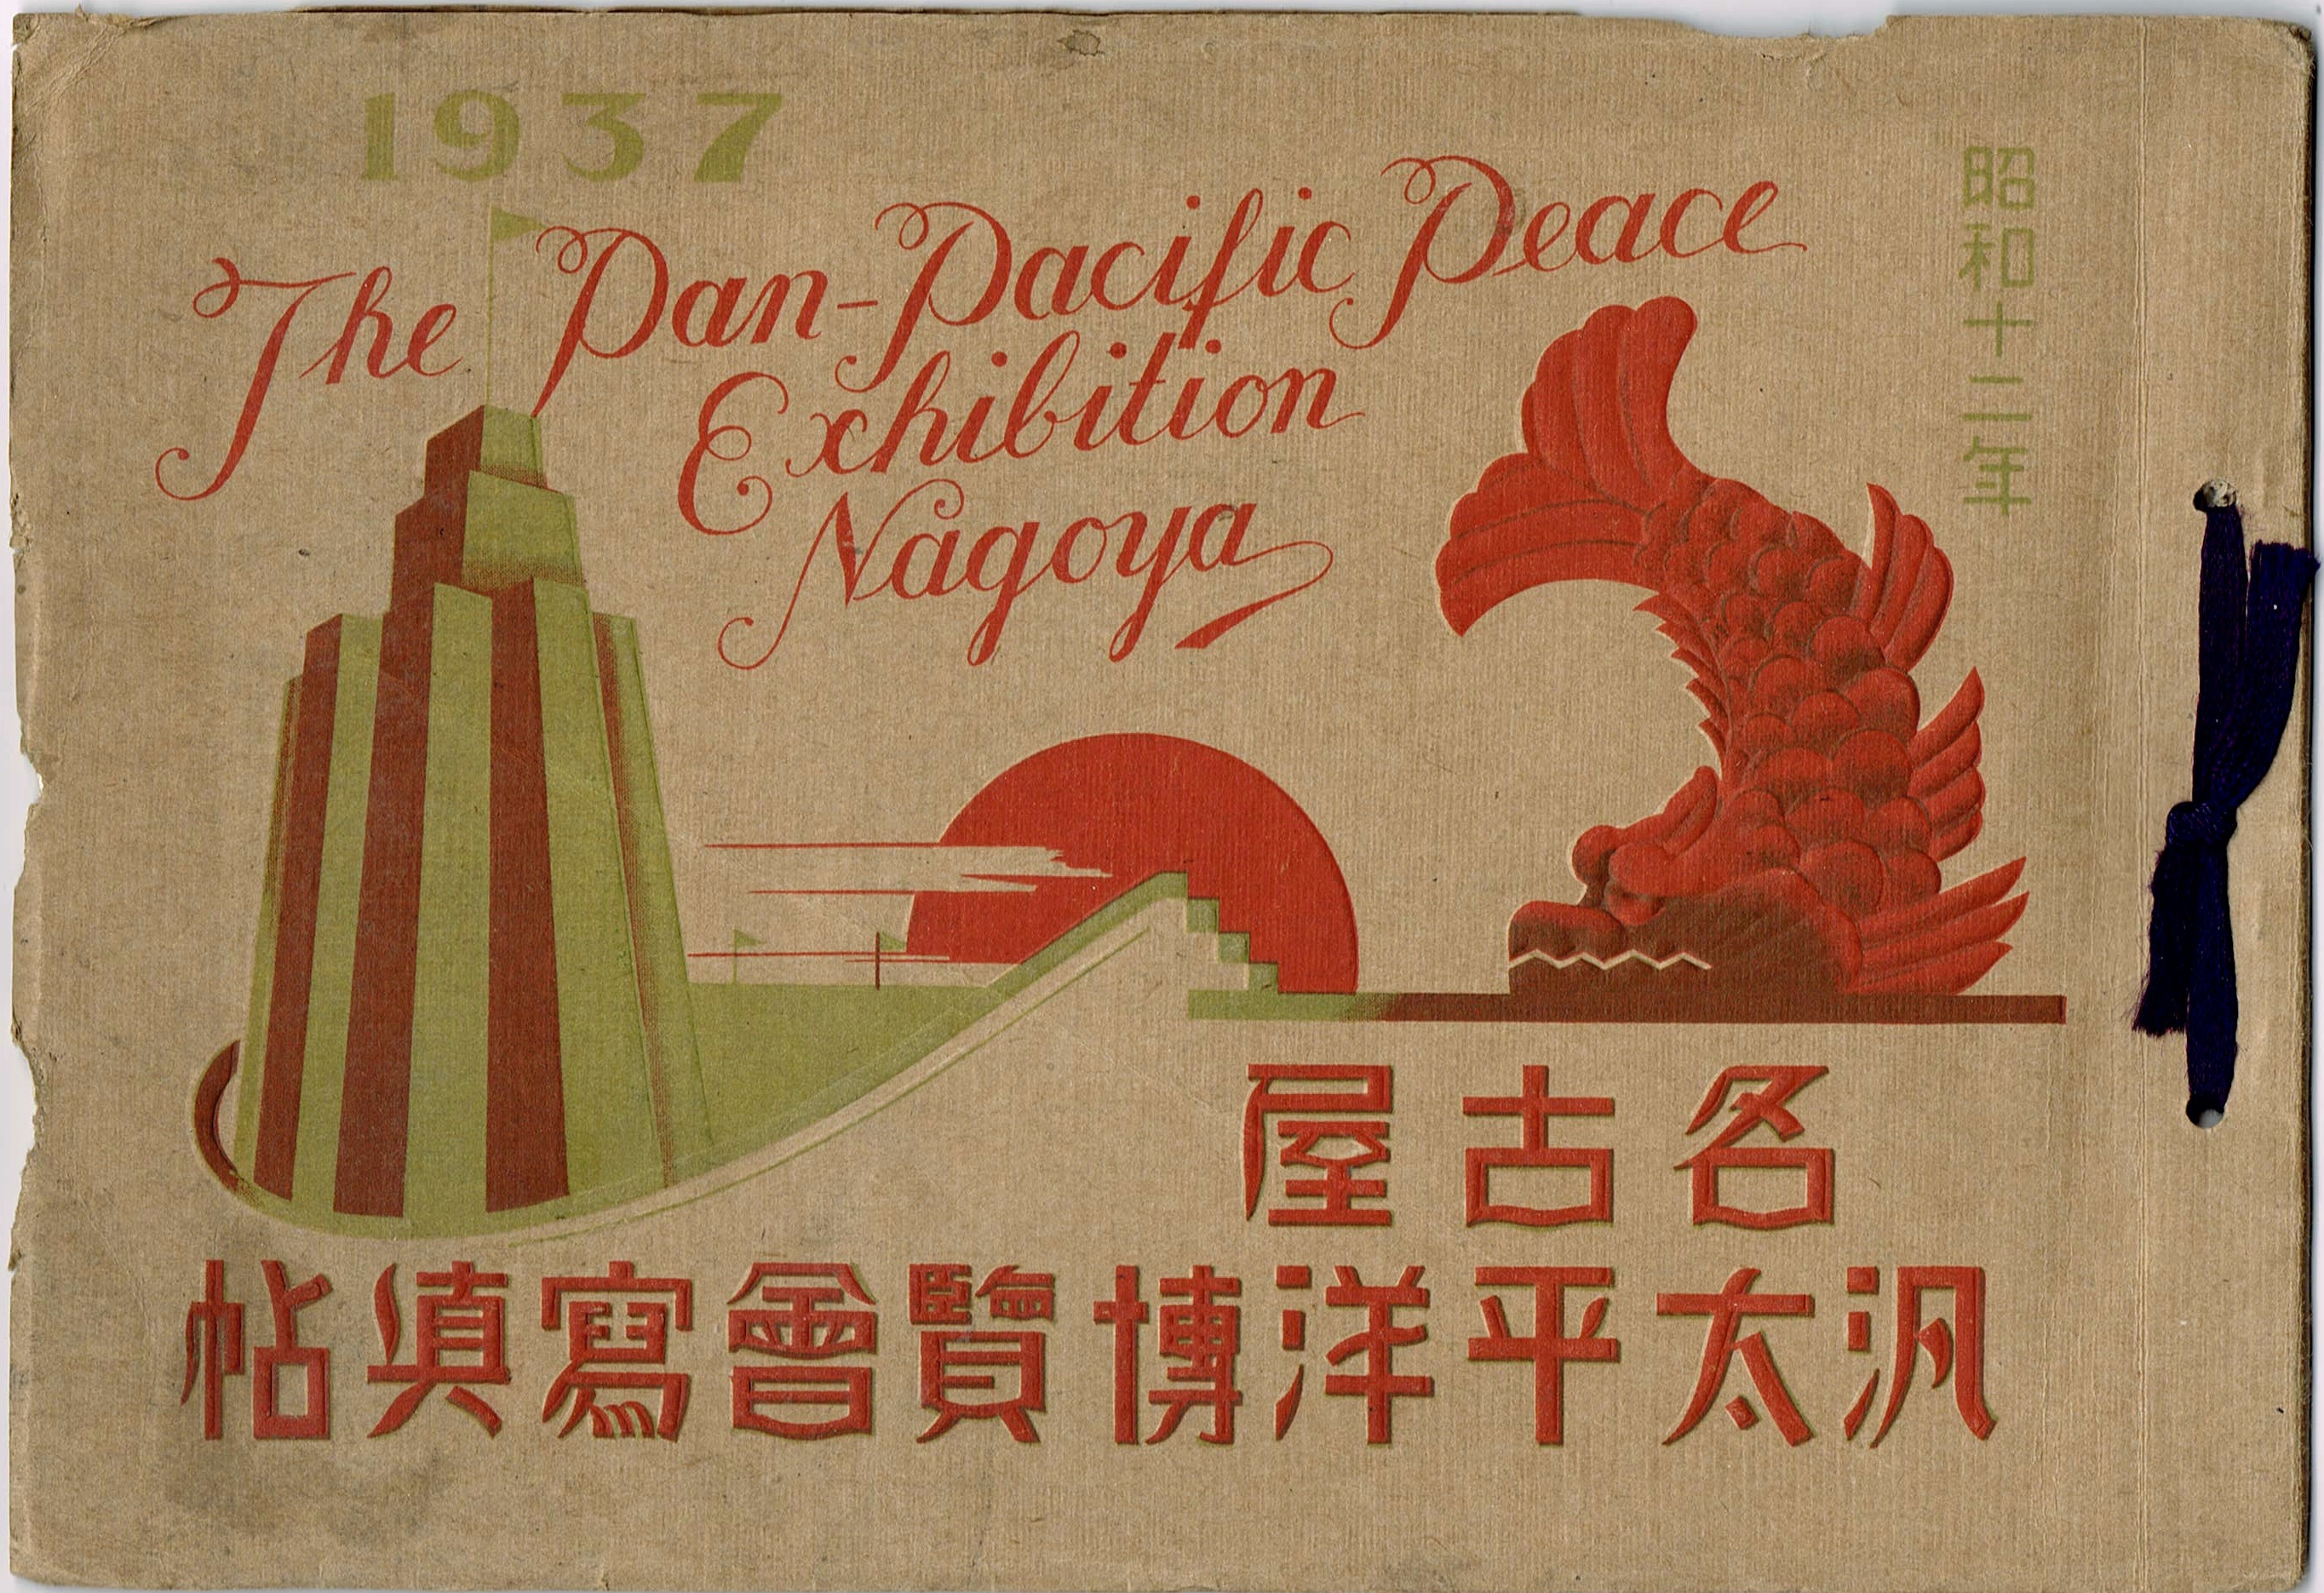 1937
The Pan-Pacific Peace
Exhibition
Nagoya
昭和十二年
名古屋
汎太平洋博覽會寫眞帖